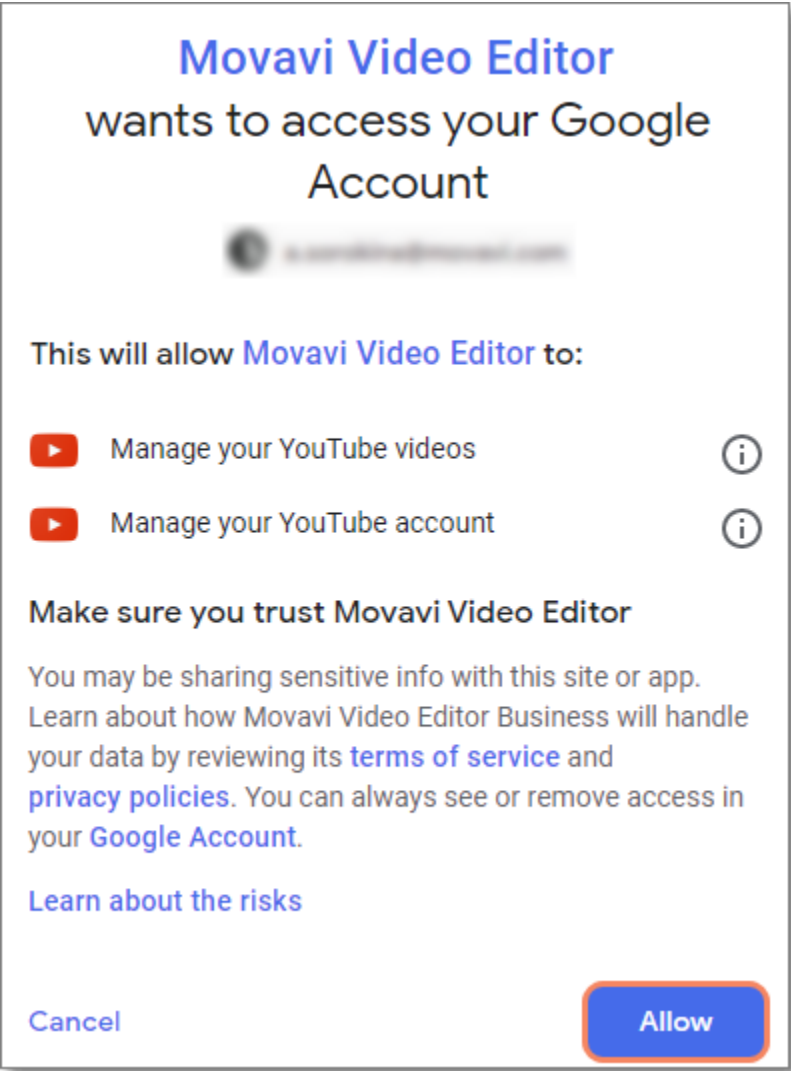 Movavi Video Editor
wants to access your Google
Account
This will allow Movavi Video Editor to:
Manage your YouTube videos
Manage your YouTube account
Make sure you trust Movavi Video Editor
You may be sharing sensitive info with this site or app.
Learn about how Movavi Video Editor Business will handle
your data by reviewing its terms of service and
privacy policies. You can always see or remove access in
your Google Account.
Learn about the risks
Cancel
Allow